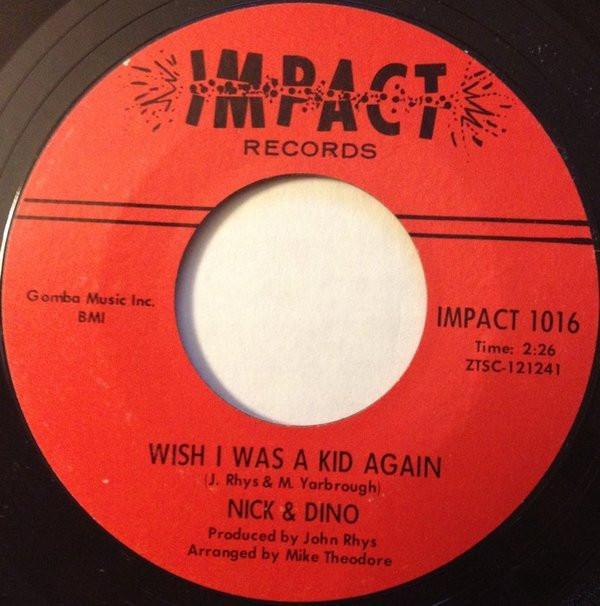 IMPACT
RECORDS
Gomba Music Inc.
BMI
IMPACT 1016
Time: 2:26
ZTSC-121241
WISH I WAS A KID AGAIN
(J. Rhys & M. Yarbrough)
NICK & DINO
Produced by John Rhys
Arranged by Mike Theodore